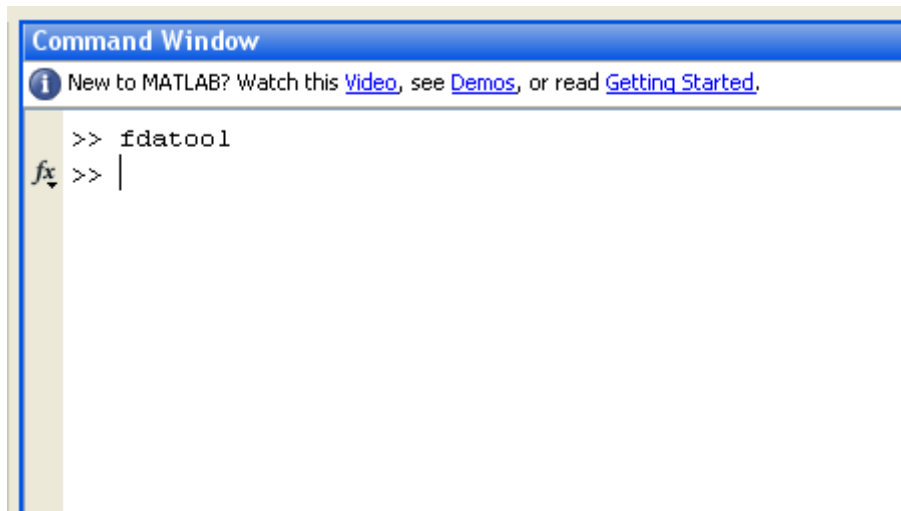 Command Window
New to MATLAB? Watch this Video, see Demos, or read Getting Started.
>> fdatool
fx >>